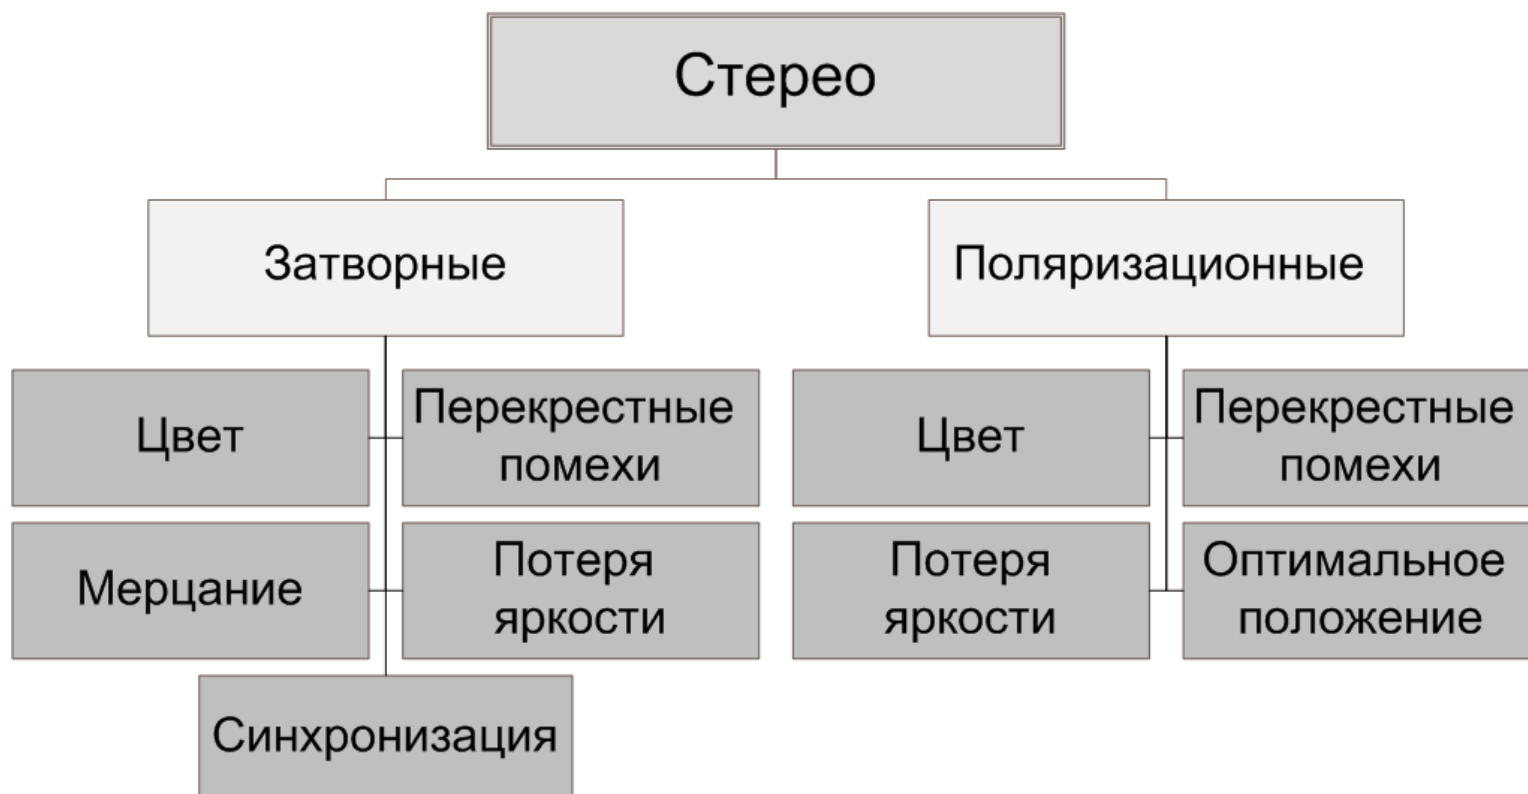 Стерео
Затворные
Поляризационные
Цвет
Перекрестные
помехи
Мерцание
Потеря
яркости
Синхронизация
Цвет
Перекрестные
помехи
Потеря
яркости
Оптимальное
положение